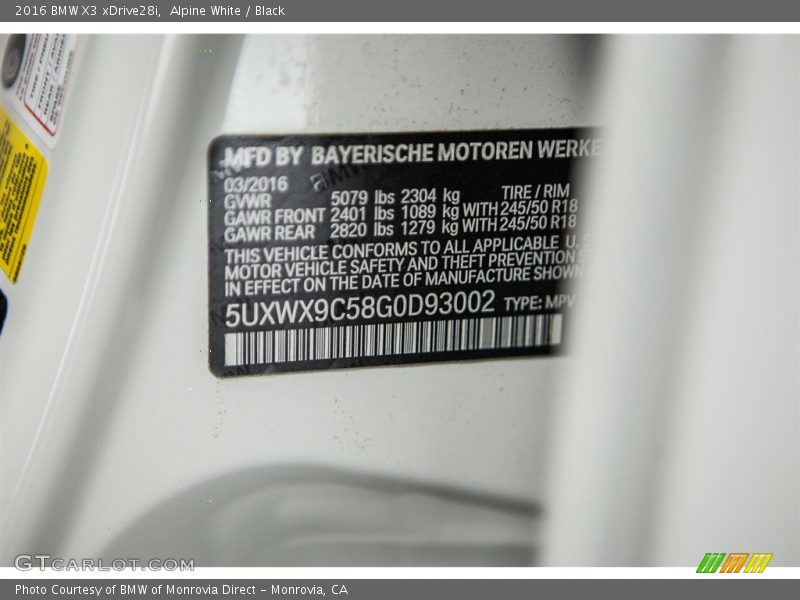 2016 BMW X3 xDrive28i, Alpine White / Black
MFD BY BAYERISCHE MOTOREN WERKE
03/2016
TIRE / RIM
GVWR 5079 lbs 2304 kg
GAWR FRONT 2401 lbs 1089 kg WITH 245/50 R18
GAWR REAR 2820 lbs 1279 kg WITH 245/50 R18
THIS VEHICLE CONFORMS TO ALL APPLICABLE U.
MOTOR VEHICLE SAFETY AND THEFT PREVENTION
IN EFFECT ON THE DATE OF MANUFACTURE SHOWN
5UXWX9C58G0D93002 TYPE: MPV
GTCARLOT.COM
Photo Courtesy of BMW of Monrovia Direct - Monrovia, CA